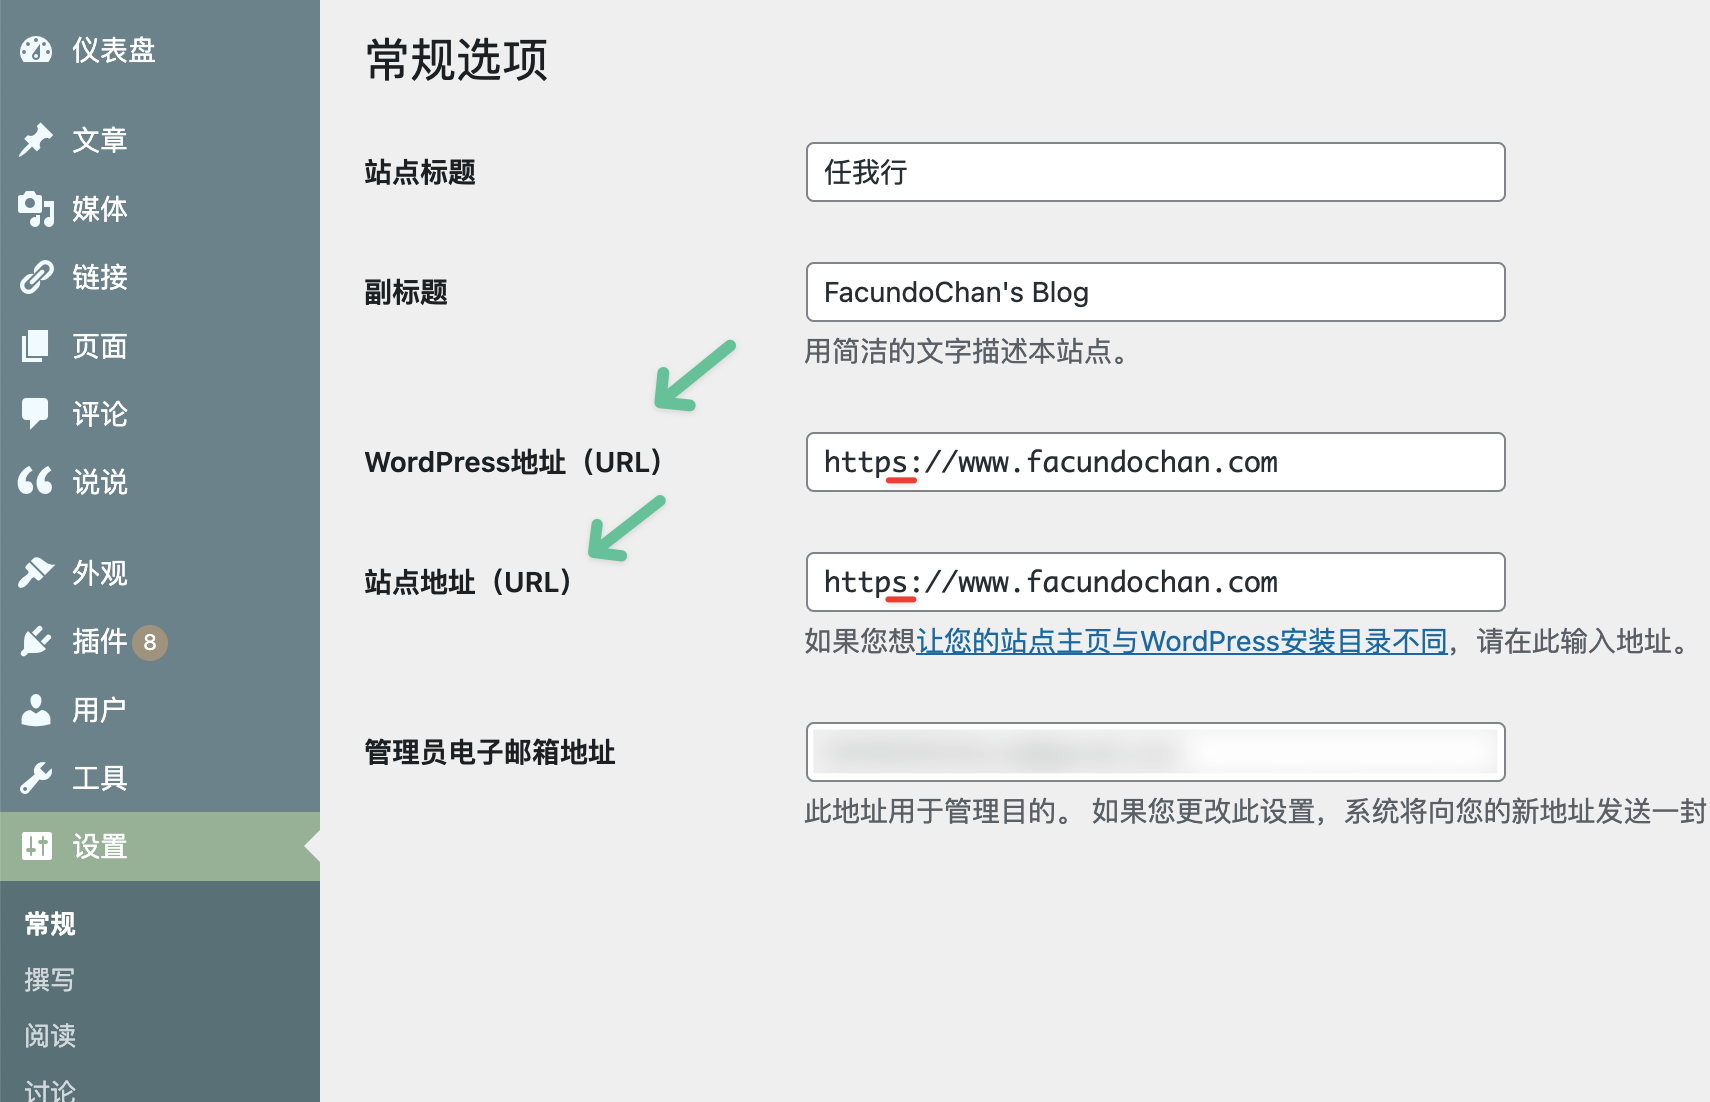 仪表盘
文章
媒体
链接
页面
评论
说说
外观
插件 8
用户
工具
设置
常规
撰写
阅读
讨论
常规选项
站点标题
任我行
副标题
FacundoChan's Blog
用简洁的文字描述本站点。
WordPress地址（URL）
https://www.facundochan.com
站点地址（URL）
https://www.facundochan.com
如果您想让您的站点主页与WordPress安装目录不同，请在此输入地址。
管理员电子邮箱地址
此地址用于管理目的。 如果您更改此设置，系统将向您的新地址发送一封